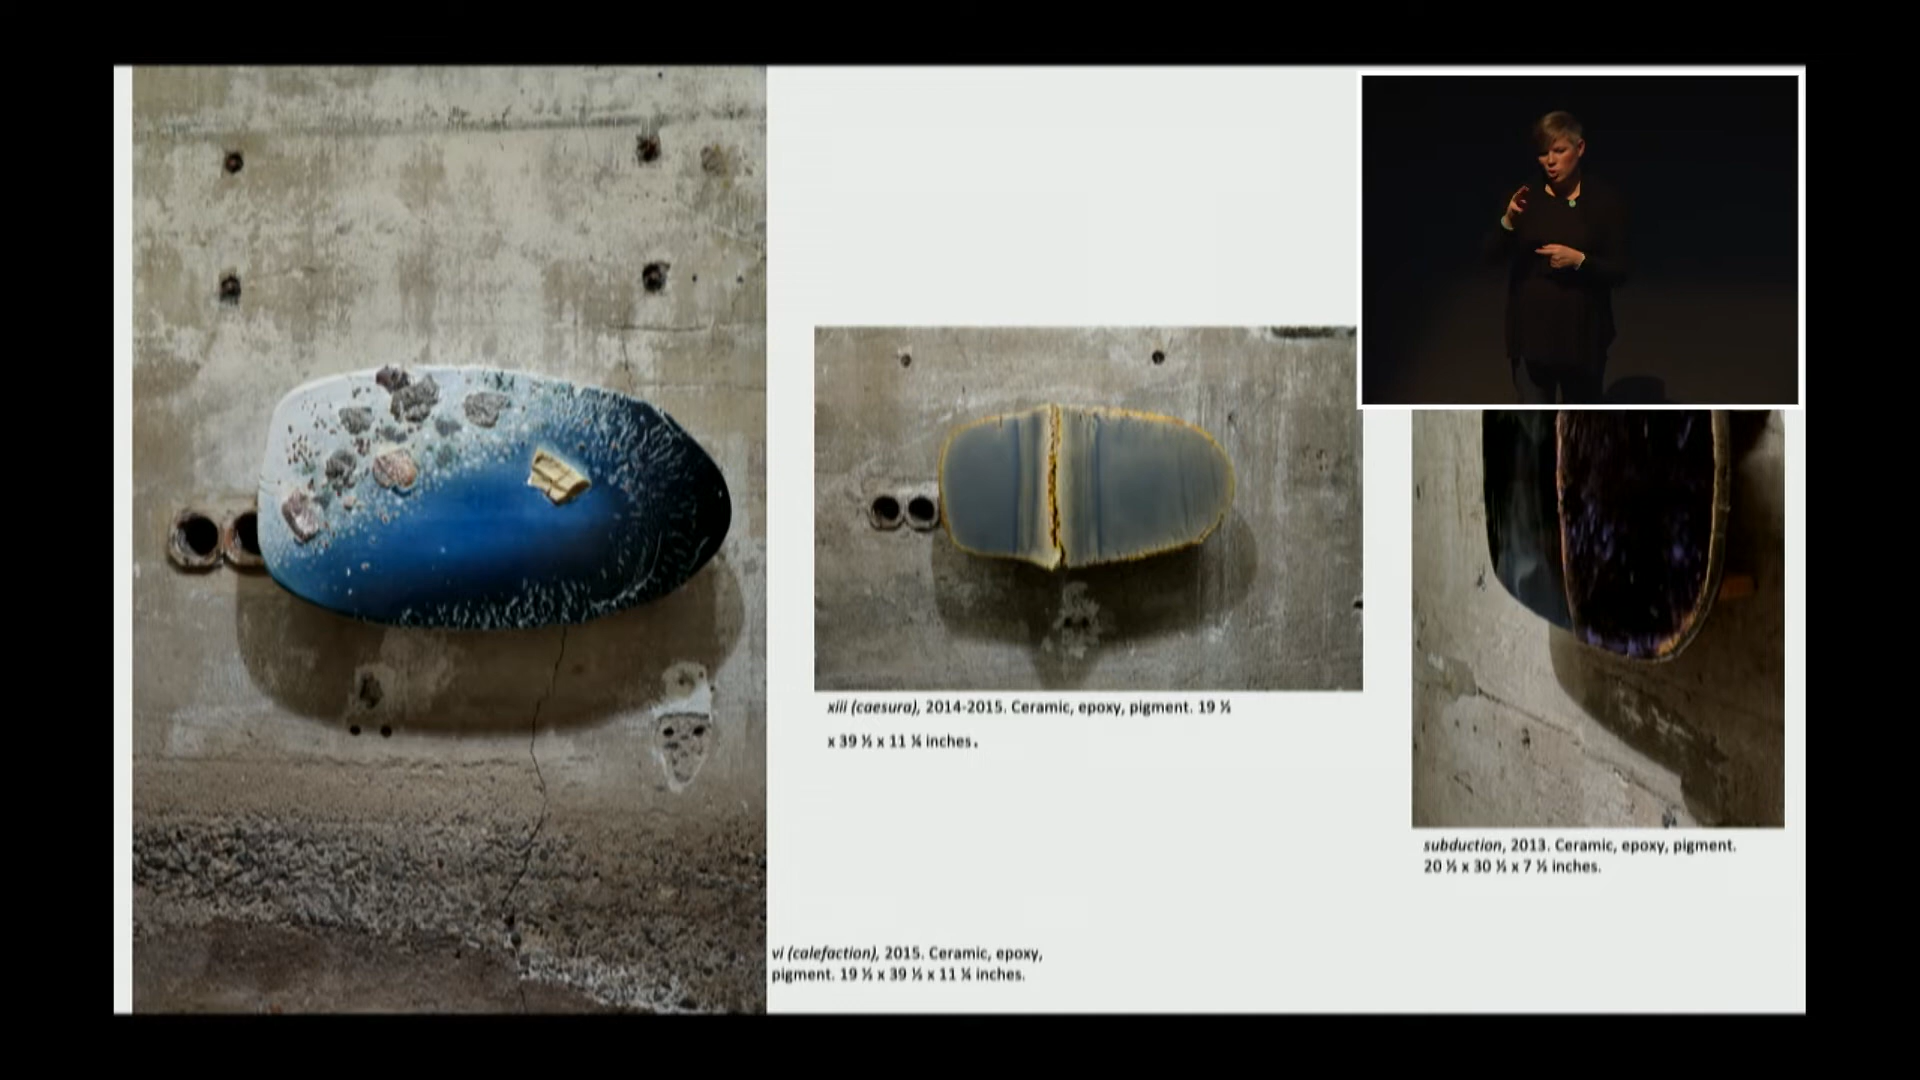 xiii (caesura), 2014-2015. Ceramic, epoxy, pigment. 19 ½
x 39 ½ x 11 ¼ inches.
subduction, 2013. Ceramic, epoxy, pigment.
20 ½ x 30 ½ x 7 ½ inches.
vi (calefaction), 2015. Ceramic, epoxy,
pigment. 19 ½ x 39 ½ x 11 ¼ inches.